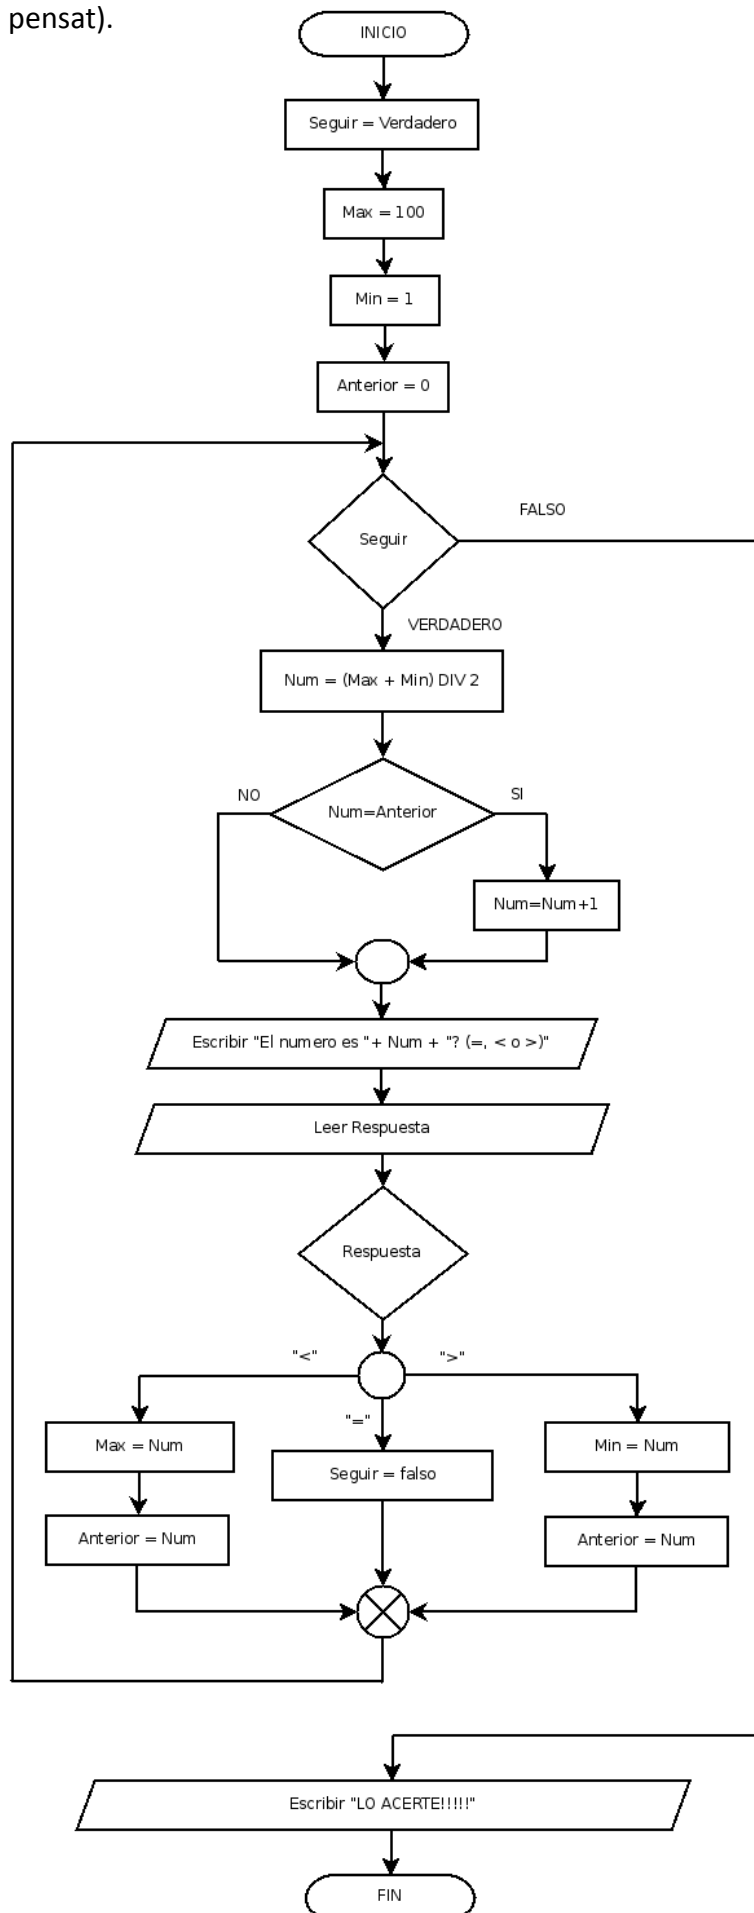 pensat).
INICIO
Seguir = Verdadero
Max = 100
Min = 1
Anterior = 0
Seguir
FALSO
VERDADERO
Num = (Max + Min) DIV 2
Num=Anterior
NO
SI
Num=Num+1
Escribir "El numero es "+ Num + "? (=, < o >)"
Leer Respuesta
Respuesta
"<"
">"
"="
Max = Num
Seguir = falso
Min = Num
Anterior = Num
Anterior = Num
Escribir "LO ACERTE!!!!!"
FIN